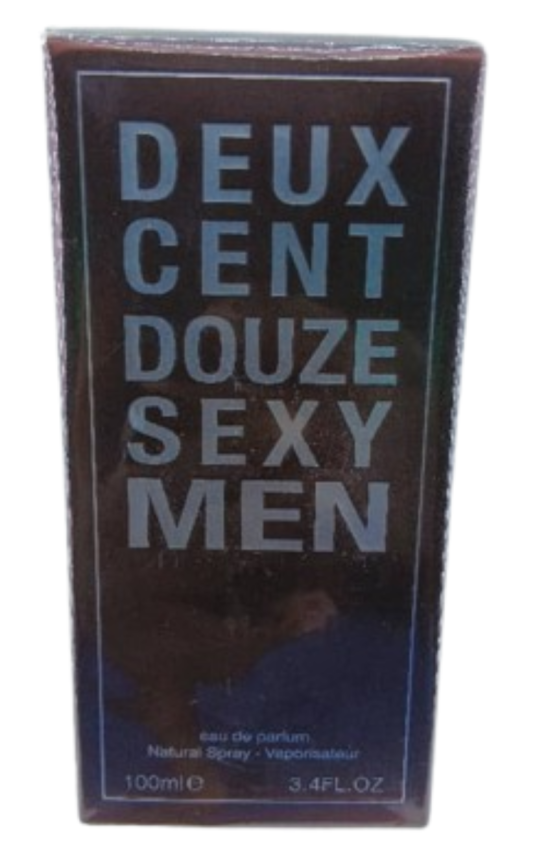 DEUX
CENT
DOUZE
SEXY
MEN
eau de parfum
Natural Spray - Vaporisateur
100ml ℮ 3.4FL.OZ